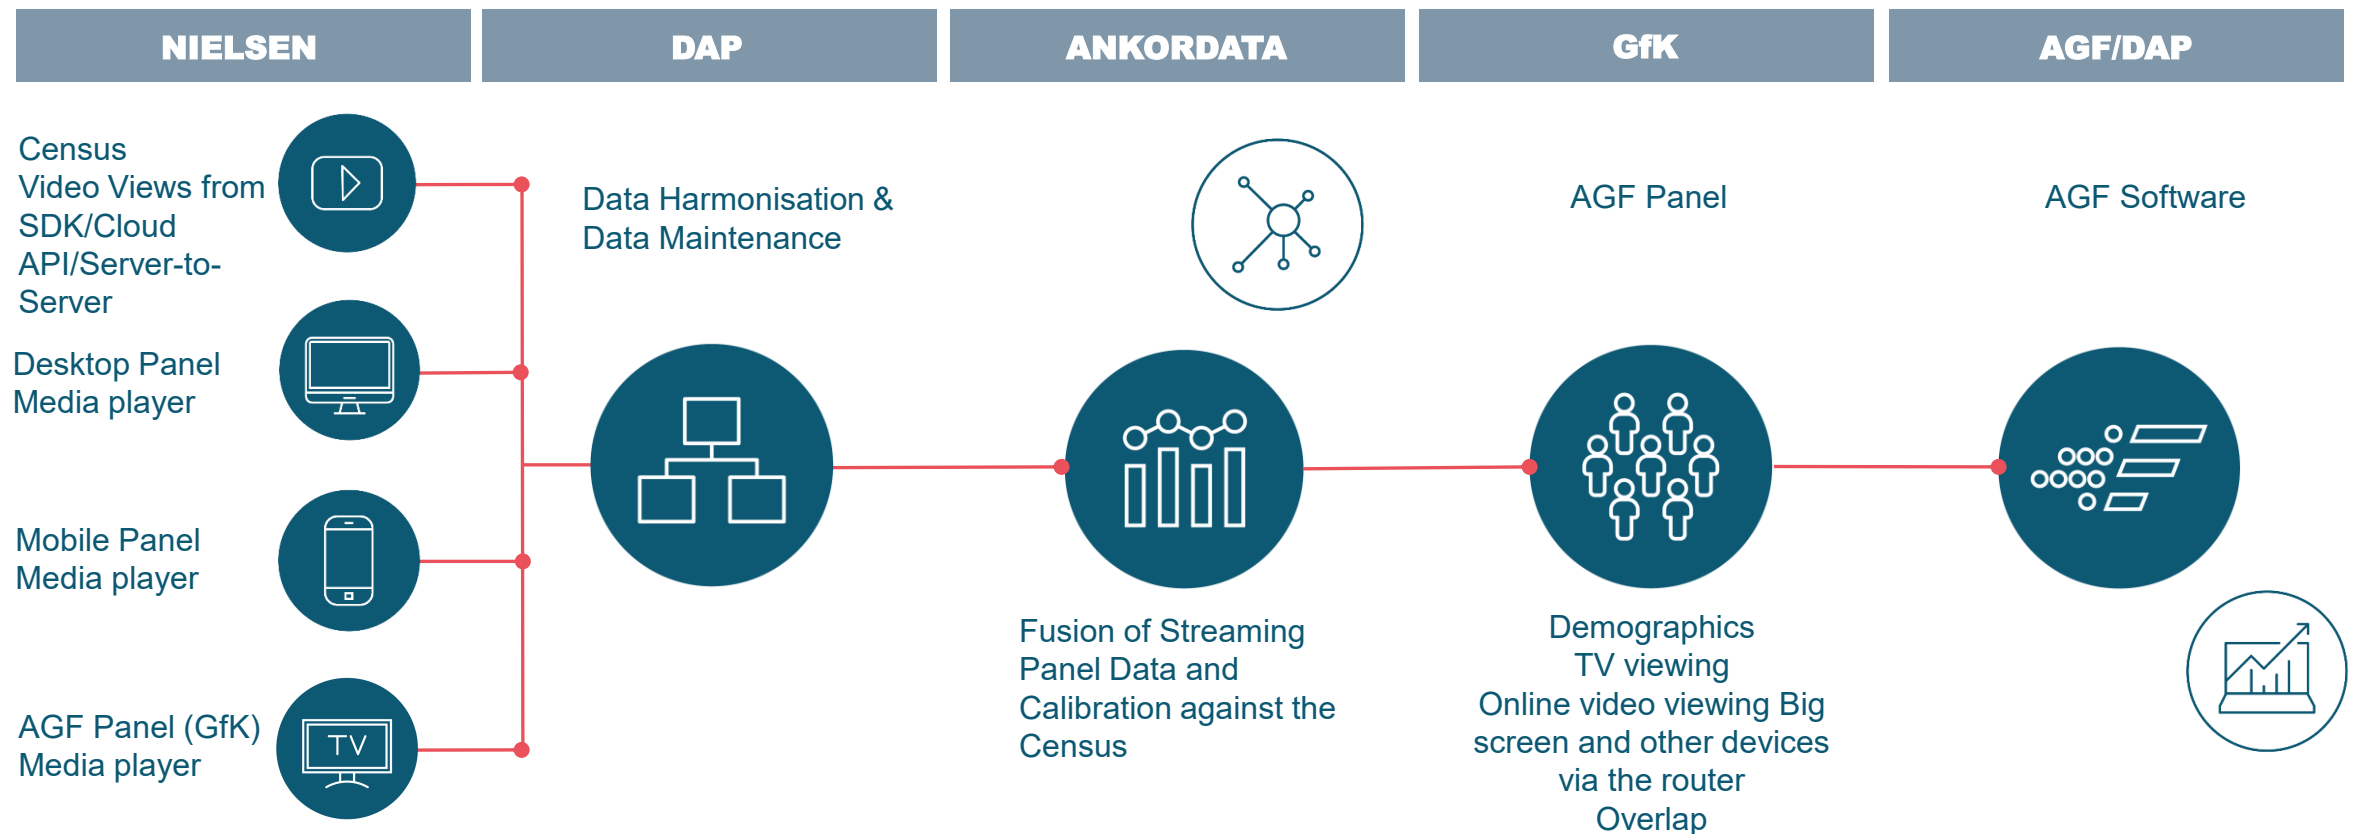 NIELSEN
DAP
ANKORDATA
GfK
AGF/DAP
Census
Video Views from
SDK/Cloud
API/Server-to-
Server
Desktop Panel
Media player
Mobile Panel
Media player
AGF Panel (GfK)
Media player
TV
Data Harmonisation &
Data Maintenance
Fusion of Streaming
Panel Data and
Calibration against the
Census
AGF Panel
Demographics
TV viewing
Online video viewing Big
screen and other devices
via the router
Overlap
AGF Software